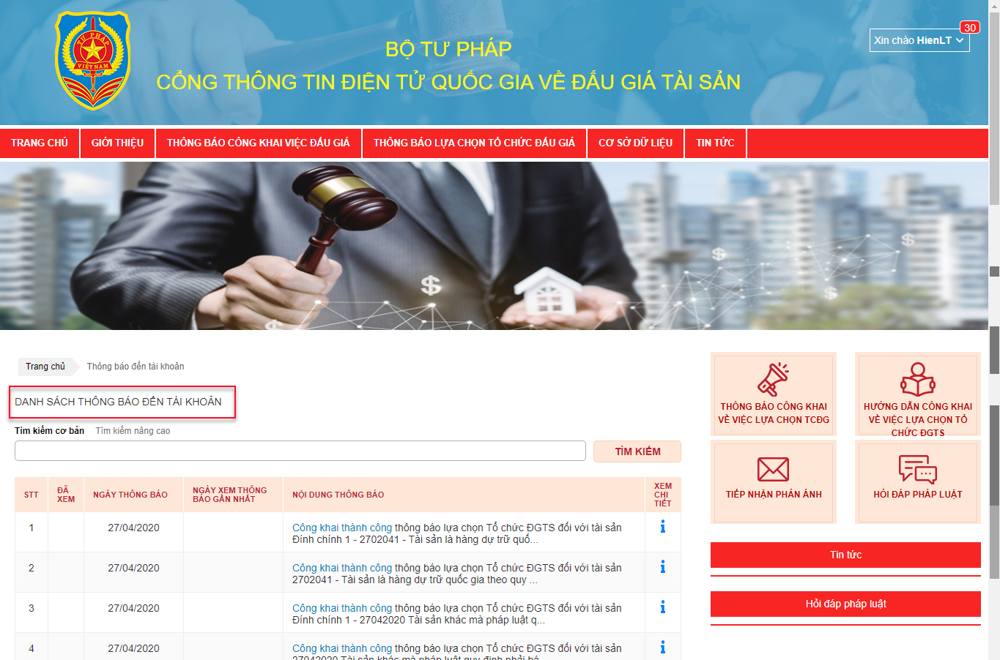 TƯ PHÁP
VIỆT NAM
BỘ TƯ PHÁP
CỔNG THÔNG TIN ĐIỆN TỬ QUỐC GIA VỀ ĐẤU GIÁ TÀI SẢN
30
Xin chào HienLT
TRANG CHỦ
GIỚI THIỆU
THÔNG BÁO CÔNG KHAI VIỆC ĐẤU GIÁ
THÔNG BÁO LỰA CHỌN TỔ CHỨC ĐẤU GIÁ
CƠ SỞ DỮ LIỆU
TIN TỨC
Trang chủ
Thông báo đến tài khoản
DANH SÁCH THÔNG BÁO ĐẾN TÀI KHOẢN
Tìm kiếm cơ bản
Tìm kiếm nâng cao
TÌM KIẾM
STT
ĐÃ
XEM
NGÀY THÔNG BÁO
NGÀY XEM THÔNG
BÁO GẦN NHẤT
NỘI DUNG THÔNG BÁO
XEM
CHI
TIẾT
1
27/04/2020
Công khai thành công thông báo lựa chọn Tổ chức ĐGTS đối với tài sản
Đính chính 1 - 2702041 - Tài sản là hàng dự trữ quố...
2
27/04/2020
Công khai thành công thông báo lựa chọn Tổ chức ĐGTS đối với tài sản
2702041 - Tài sản là hàng dự trữ quốc gia theo quy ...
3
27/04/2020
Công khai thành công thông báo lựa chọn Tổ chức ĐGTS đối với tài sản
Đính chính 1 - 27042020 Tài sản khác mà pháp luật q...
4
27/04/2020
Công khai thành công thông báo lựa chọn Tổ chức ĐGTS đối với tài sản
27042020 Tài sản khác mà pháp luật quy định phải bá...
THÔNG BÁO CÔNG KHAI
VỀ VIỆC LỰA CHỌN TCĐG
HƯỚNG DẪN CÔNG KHAI
VỀ VIỆC LỰA CHỌN TỔ
CHỨC ĐGTS
TIẾP NHẬN PHẢN ÁNH
HỎI ĐÁP PHÁP LUẬT
Tin tức
Hỏi đáp pháp luật